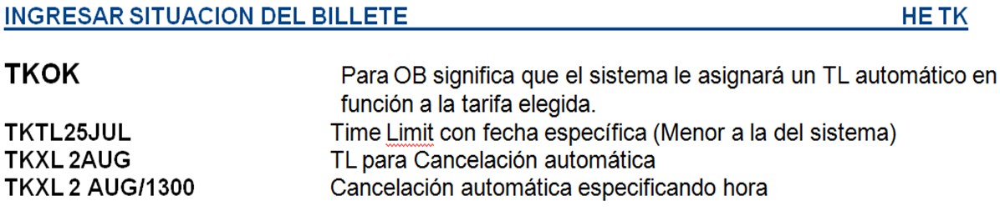 INGRESAR SITUACION DEL BILLETE HE TK
TKOK Para OB significa que el sistema le asignará un TL automático en
función a la tarifa elegida.
TKTL25JUL Time Limit con fecha específica (Menor a la del sistema)
TKXL 2AUG TL para Cancelación automática
TKXL 2 AUG/1300 Cancelación automática especificando hora